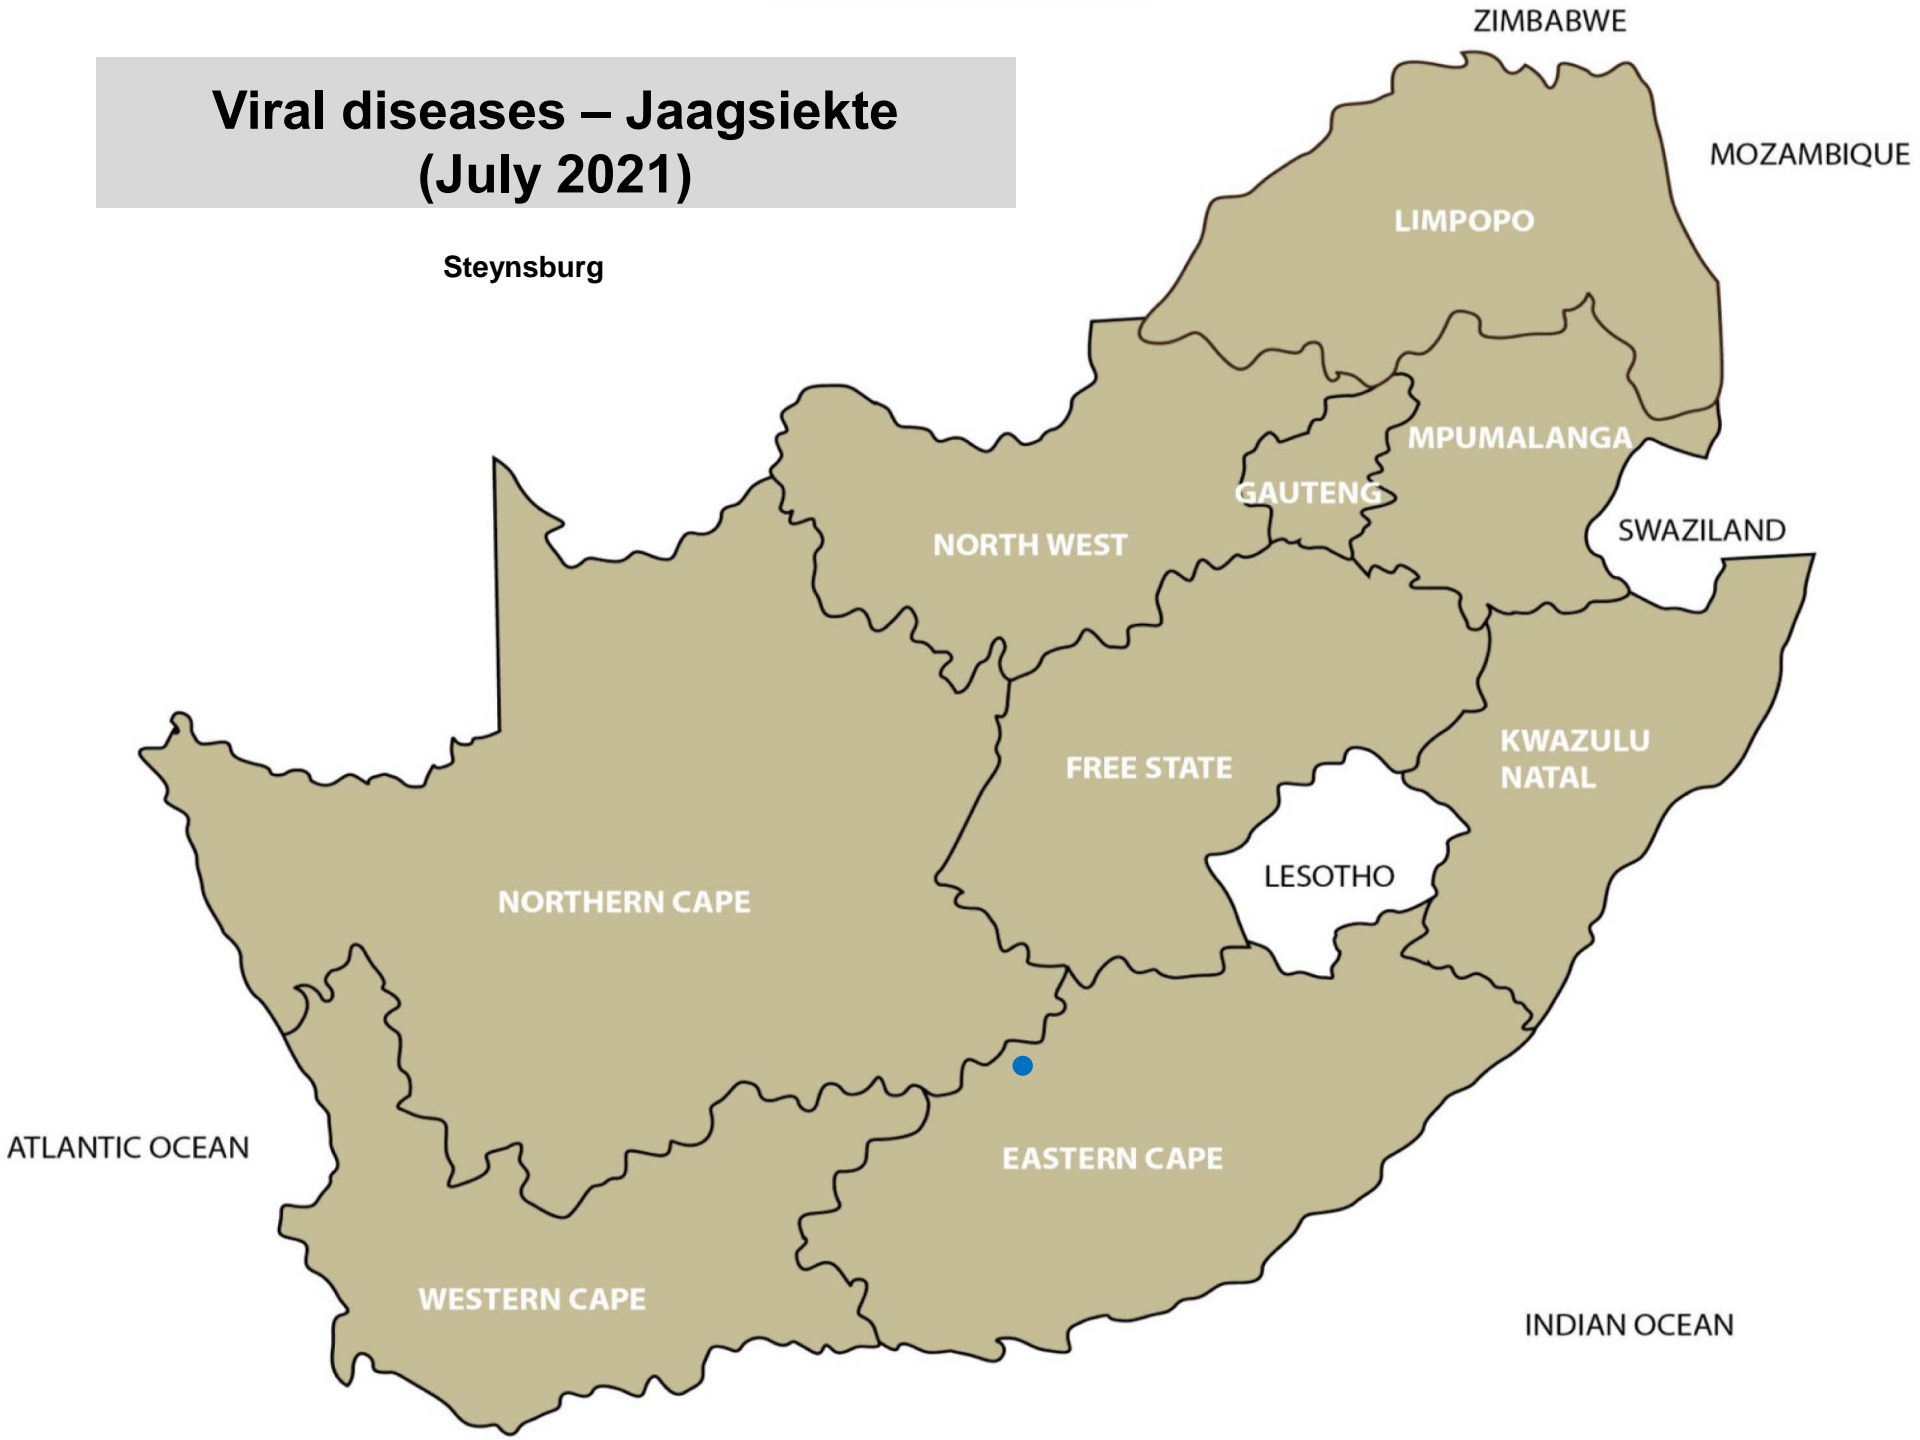 ZIMBABWE
Viral diseases – Jaagsiekte
(July 2021)
MOZAMBIQUE
LIMPOPO
Steynsburg
MPUMALANGA
GAUTENG
SWAZILAND
NORTH WEST
KWAZULU
NATAL
FREE STATE
LESOTHO
NORTHERN CAPE
ATLANTIC OCEAN
EASTERN CAPE
WESTERN CAPE
INDIAN OCEAN